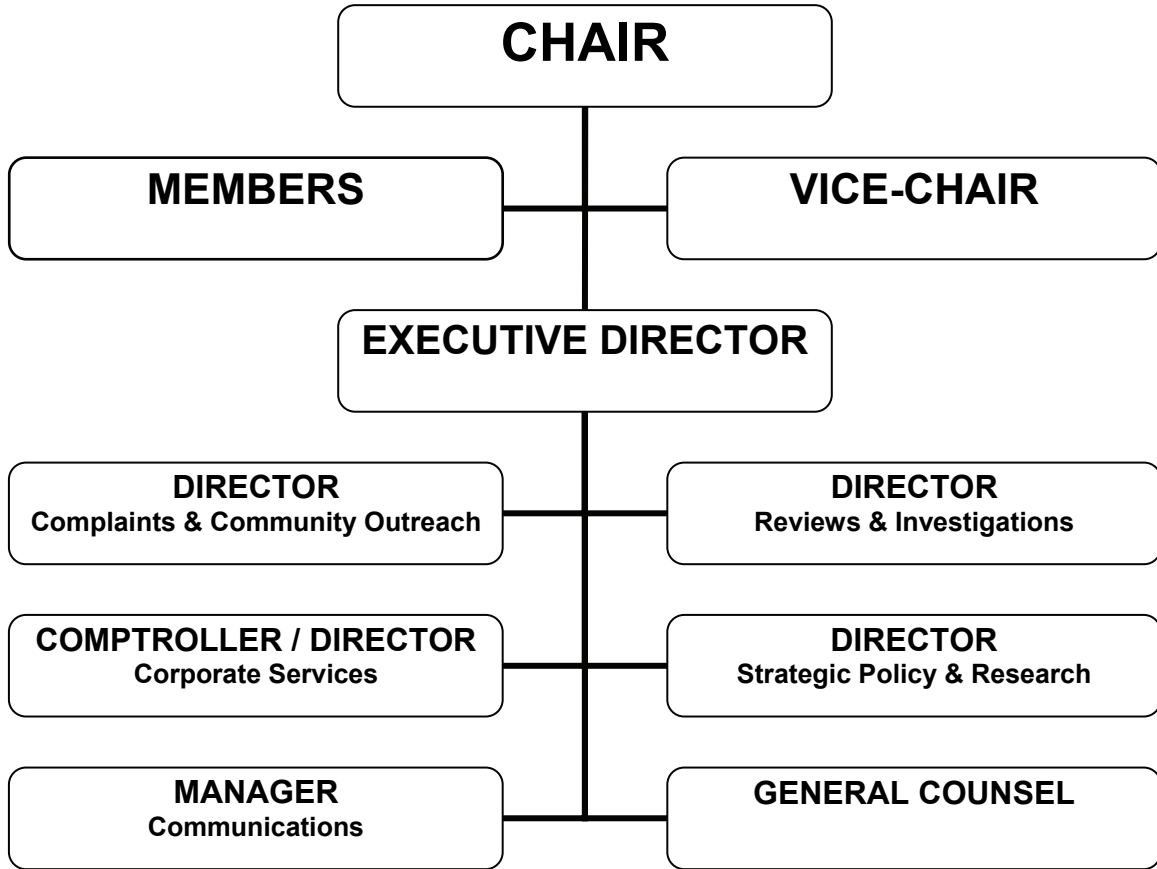 CHAIR
MEMBERS
VICE-CHAIR
EXECUTIVE DIRECTOR
DIRECTOR
Complaints & Community Outreach
DIRECTOR
Reviews & Investigations
COMPTROLLER / DIRECTOR
Corporate Services
DIRECTOR
Strategic Policy & Research
MANAGER
Communications
GENERAL COUNSEL